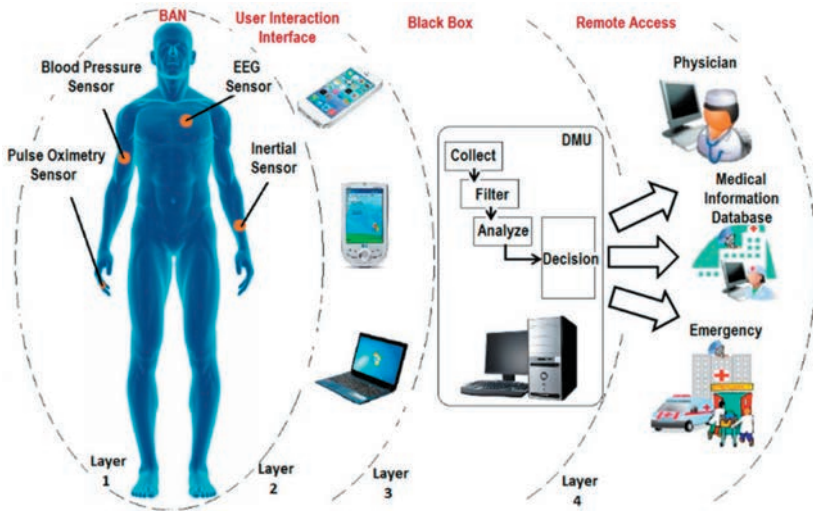 BAN
User Interaction
Interface
Black Box
Remote Access
Blood Pressure
Sensor
EEG
Sensor
Pulse Oximetry
Sensor
Inertial
Sensor
DMU
Collect
Filter
Analyze
Decision
Physician
Medical
Information
Database
Emergency
Layer
1
Layer
2
Layer
3
Layer
4